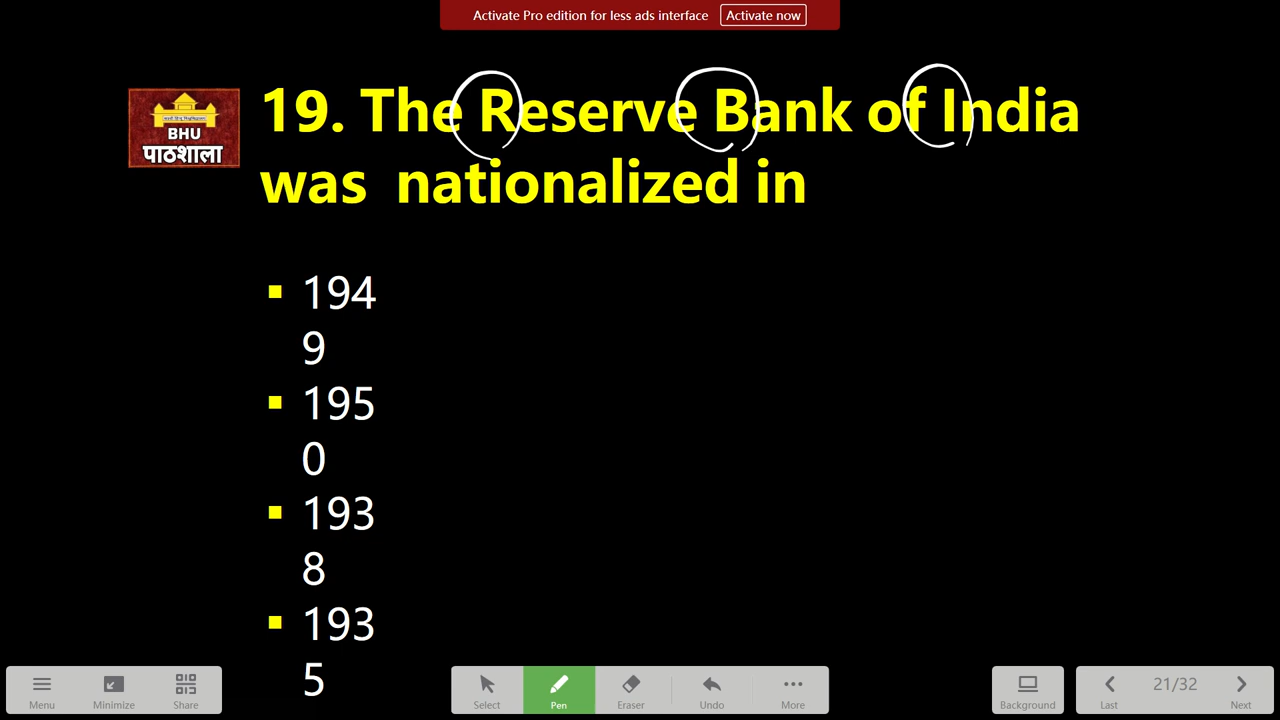 Activate Pro edition for less ads interface Activate now
19. The Reserve Bank of India
was nationalized in
BHU
पाठशाला
194
9
195
0
193
8
193
5
Menu Minimize Share Select Pen Eraser Undo More Background Last 21/32 Next